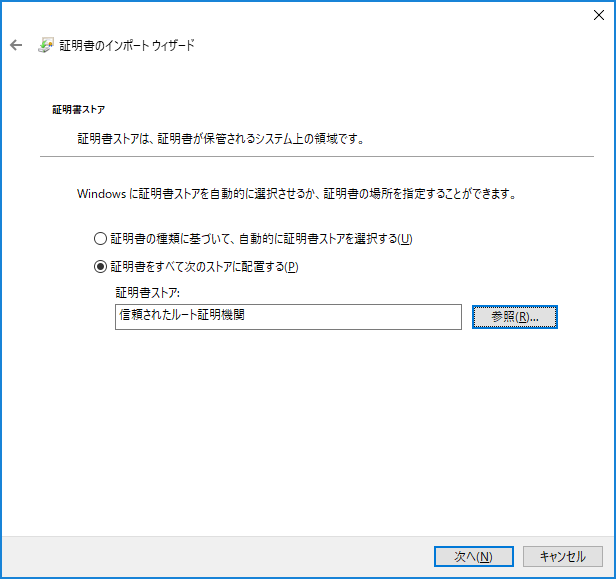 証明書のインポート ウィザード
証明書ストア
証明書ストアは、証明書が保管されるシステム上の領域です。
Windows に証明書ストアを自動的に選択させるか、証明書の場所を指定することができます。
証明書の種類に基づいて、自動的に証明書ストアを選択する(U)
証明書をすべて次のストアに配置する(P)
証明書ストア:
信頼されたルート証明機関
参照(R)...
次へ(N)
キャンセル